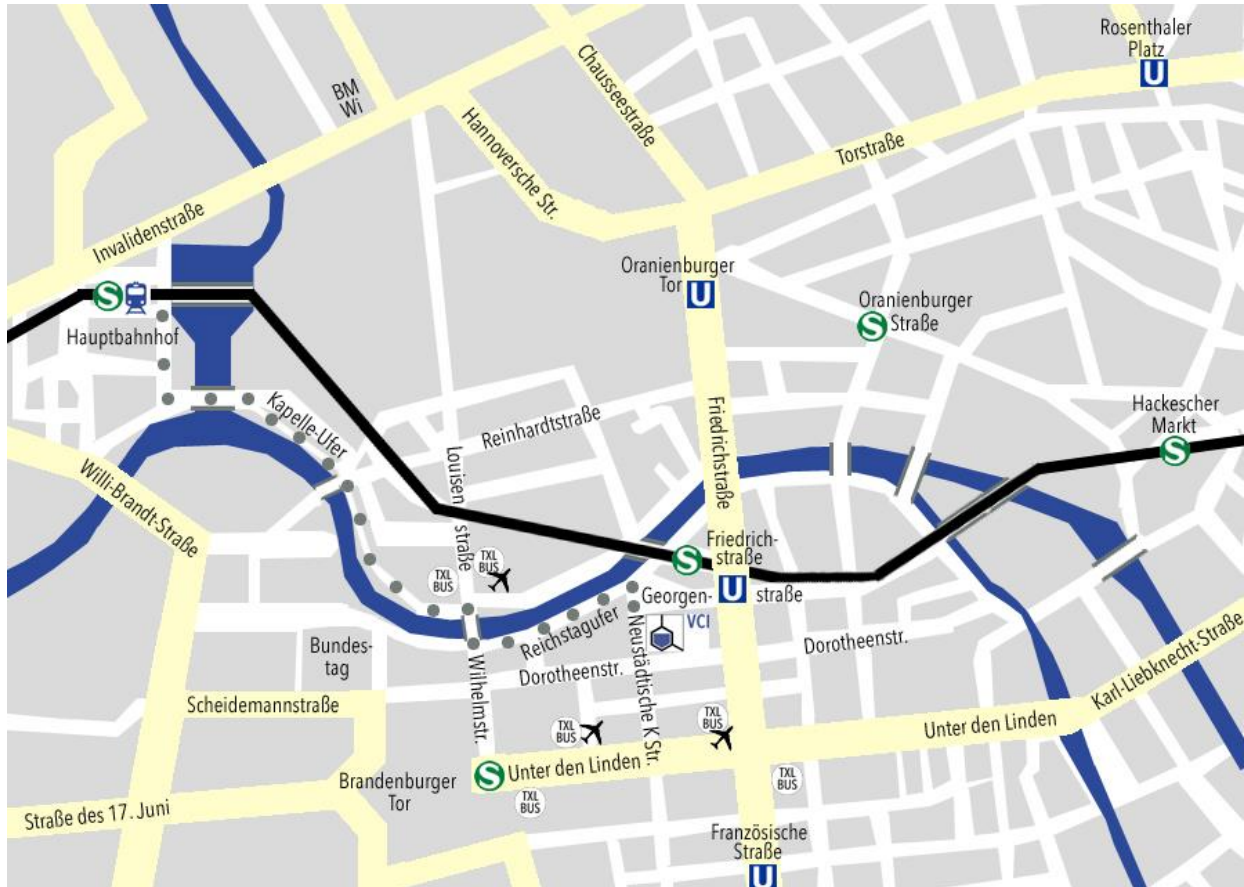 Rosenthaler
Platz
U
Chausseestraße
BM
Wi
Hannoversche Str.
Torstraße
Invalidenstraße
Oranienburger
Tor
U
Oranienburger
Straße
S
S
Hauptbahnhof
Kapelle-Ufer
Reinhardtstraße
Friedrichstraße
Hackescher
Markt
S
Willi-Brandt-Straße
Louisen
straße
TXL
BUS
TXL
BUS
S
Friedrich-
straße
U
Georgen-
straße
VCI
Reichstagufer
Neustädtische K Str.
Dorotheenstr.
Dorotheenstr.
Bundes-
tag
Wilhelmstr.
Karl-Liebknecht-Straße
Scheidemannstraße
TXL
BUS
TXL
BUS
Unter den Linden
Brandenburger
Tor
S
Unter den Linden
TXL
BUS
TXL
BUS
Straße des 17. Juni
Französische
Straße
U